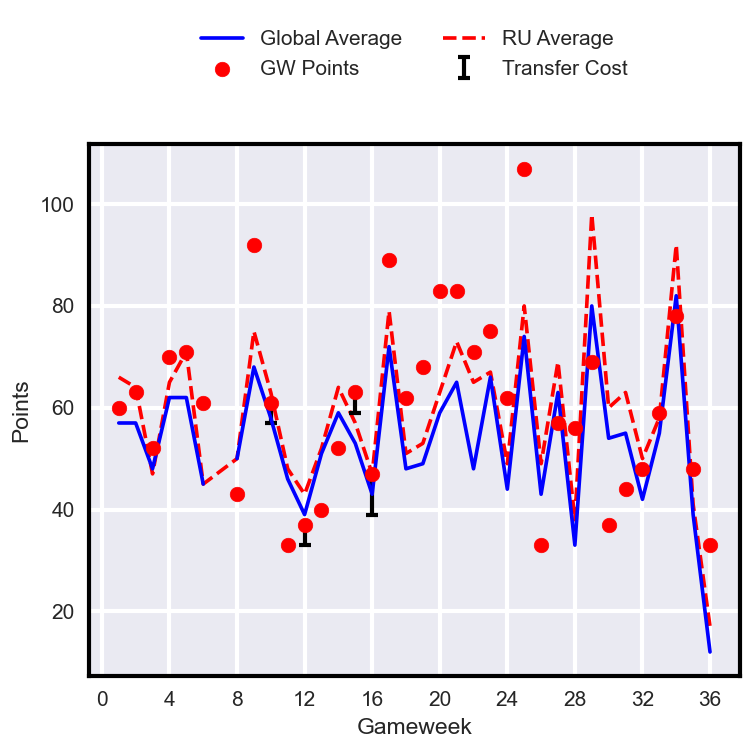 Global Average RU Average
GW Points Transfer Cost
100
80
60
40
20
Points
0 4 8 12 16 20 24 28 32 36
Gameweek